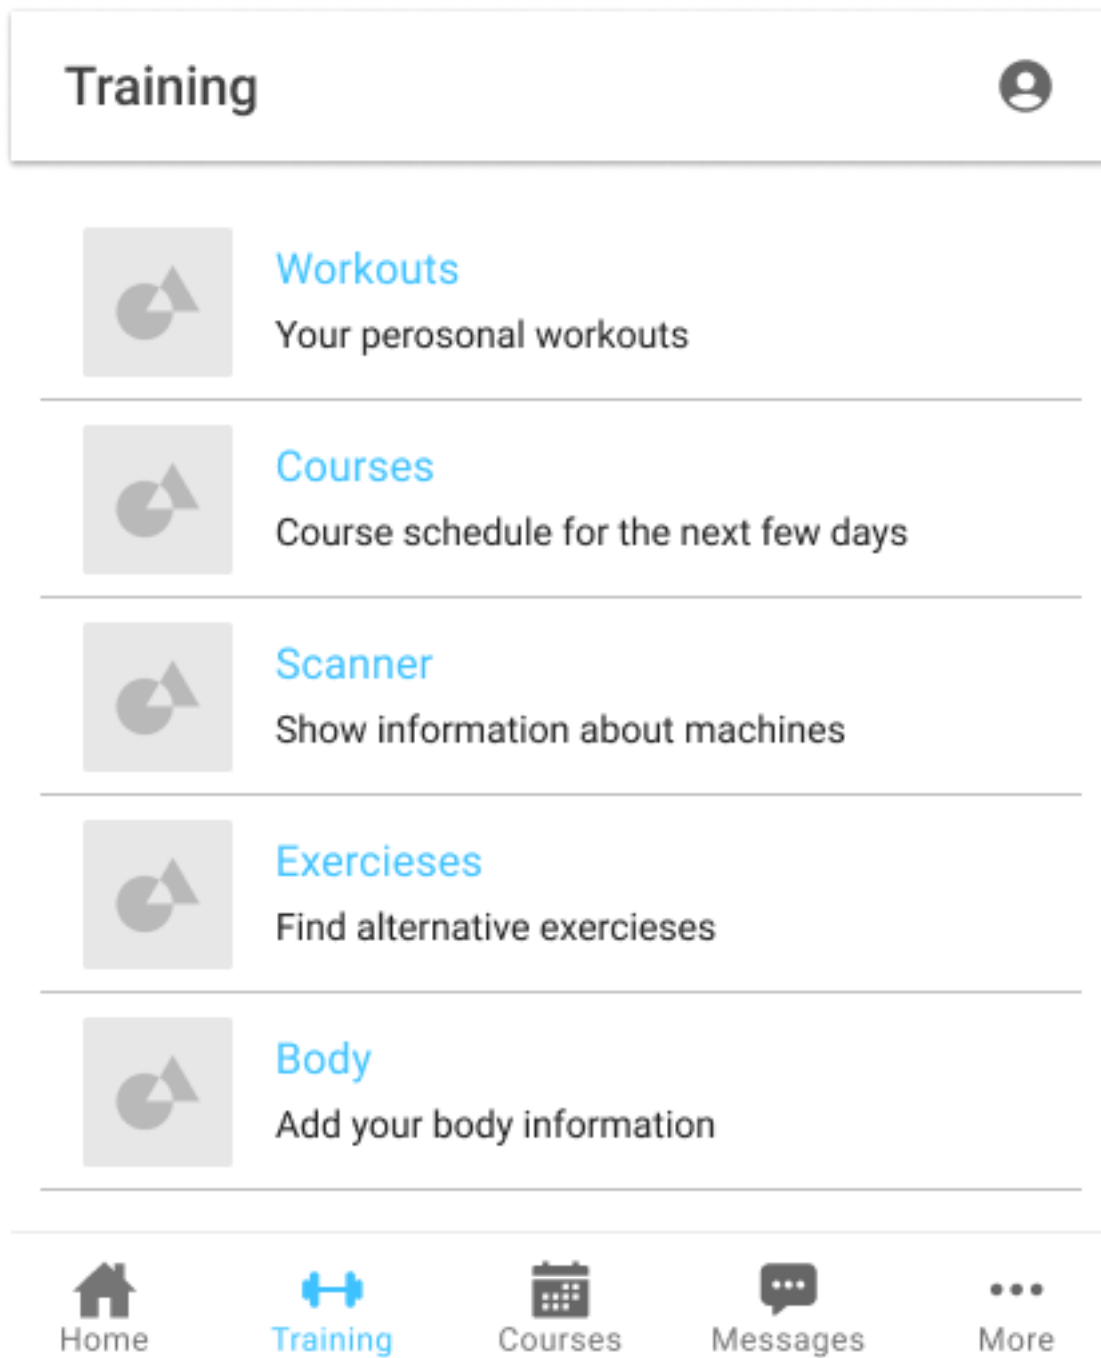 Training
Workouts
Your perosonal workouts
Courses
Course schedule for the next few days
Scanner
Show information about machines
Exercieses
Find alternative exercieses
Body
Add your body information
Home Training Courses Messages More